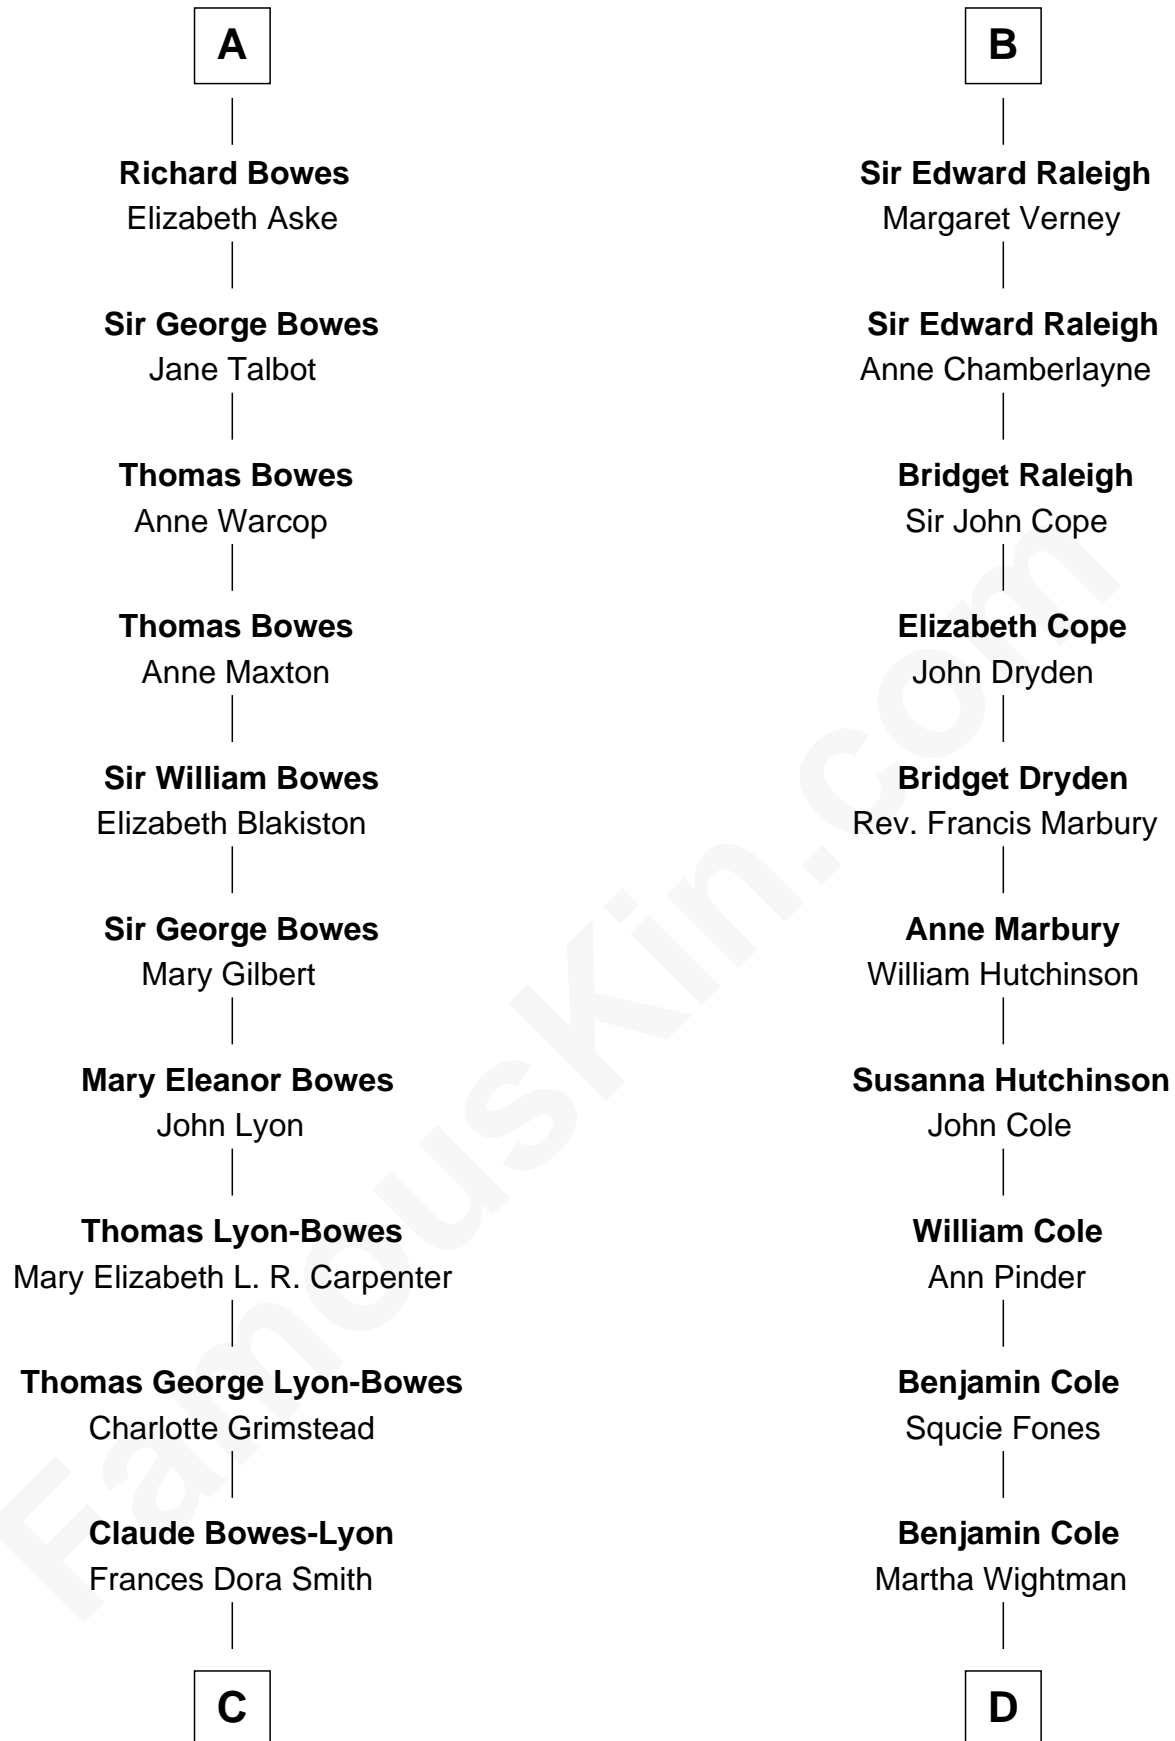 A
Richard Bowes
Elizabeth Aske
Sir George Bowes
Jane Talbot
Thomas Bowes
Anne Warcop
Thomas Bowes
Anne Maxton
Sir William Bowes
Elizabeth Blakiston
Sir George Bowes
Mary Gilbert
Mary Eleanor Bowes
John Lyon
Thomas Lyon-Bowes
Mary Elizabeth L. R. Carpenter
Thomas George Lyon-Bowes
Charlotte Grimstead
Claude Bowes-Lyon
Frances Dora Smith
C
B
Sir Edward Raleigh
Margaret Verney
Sir Edward Raleigh
Anne Chamberlayne
Bridget Raleigh
Sir John Cope
Elizabeth Cope
John Dryden
Bridget Dryden
Rev. Francis Marbury
Anne Marbury
William Hutchinson
Susanna Hutchinson
John Cole
William Cole
Ann Pinder
Benjamin Cole
Squcie Fones
Benjamin Cole
Martha Wightman
D
FamousKin.com